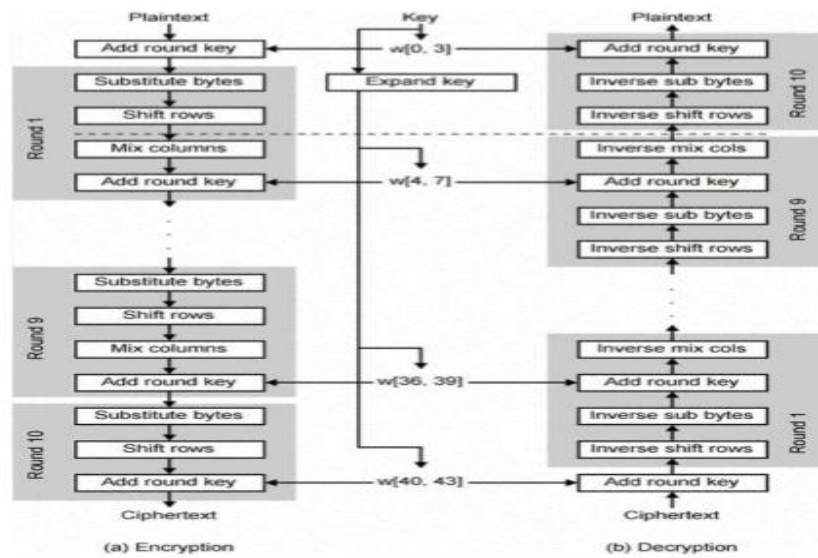 Plaintext
Add round key
Round 1
Substitute bytes
Shift rows
Mix columns
Add round key
Round 9
Substitute bytes
Shift rows
Mix columns
Add round key
Round 10
Substitute bytes
Shift rows
Add round key
Ciphertext
(a) Encryption
Key
w[0, 3]
Expand key
w[4, 7]
w[36, 39]
w[40, 43]
Plaintext
Add round key
Inverse sub bytes
Inverse shift rows
Round 10
Inverse mix cols
Add round key
Inverse sub bytes
Inverse shift rows
Round 9
Inverse mix cols
Add round key
Inverse sub bytes
Inverse shift rows
Round 1
Add round key
Ciphertext
(b) Decryption